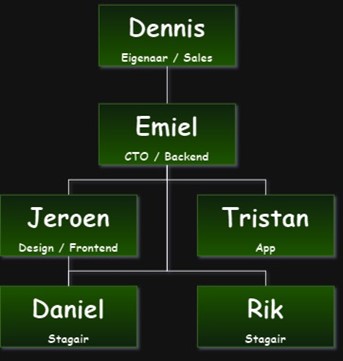 Dennis
Eigenaar / Sales
Emiel
CTO / Backend
Jeroen
Design / Frontend
Tristan
App
Daniel
Stagair
Rik
Stagair